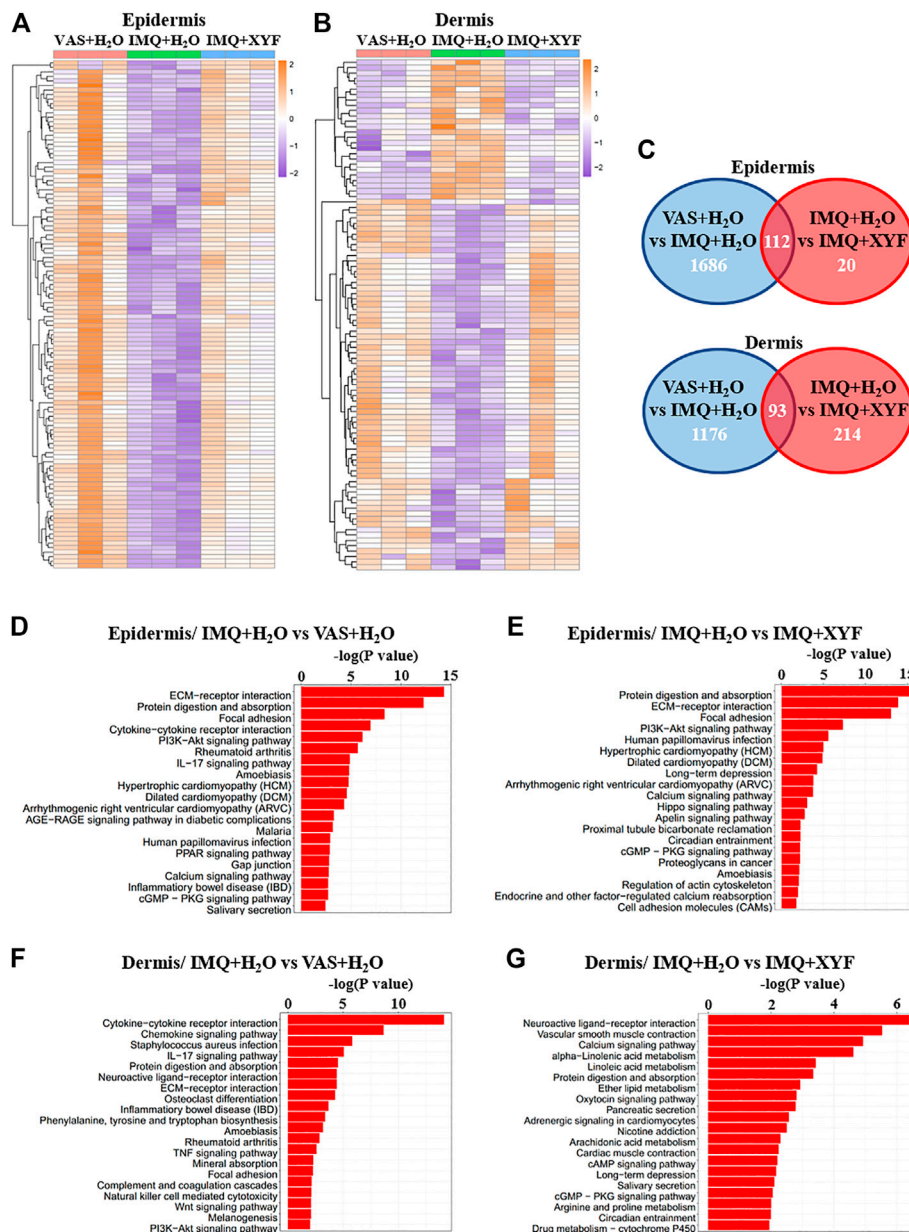 A
Epidermis
VAS+H₂O IMQ+H₂O IMQ+XYF
2
1
0
−1
−2
B
Dermis
VAS+H₂O IMQ+H₂O IMQ+XYF
2
1
0
−1
−2
C
Epidermis
VAS+H₂O
vs IMQ+H₂O
1686
112
IMQ+H₂O
vs IMQ+XYF
20
Dermis
VAS+H₂O
vs IMQ+H₂O
1176
93
IMQ+H₂O
vs IMQ+XYF
214
D
Epidermis/ IMQ+H₂O vs VAS+H₂O
-log(P value)
0 5 10 15
ECM−receptor interaction
Protein digestion and absorption
Focal adhesion
Cytokine−cytokine receptor interaction
PI3K−Akt signaling pathway
Rheumatoid arthritis
IL−17 signaling pathway
Amoebiasis
Hypertrophic cardiomyopathy (HCM)
Dilated cardiomyopathy (DCM)
Arrhythmogenic right ventricular cardiomyopathy (ARVC)
AGE−RAGE signaling pathway in diabetic complications
Malaria
Human papillomavirus infection
PPAR signaling pathway
Gap junction
Calcium signaling pathway
Inflammatory bowel disease (IBD)
cGMP − PKG signaling pathway
Salivary secretion
E
Epidermis/ IMQ+H₂O vs IMQ+XYF
-log(P value)
0 5 10 15
Protein digestion and absorption
ECM−receptor interaction
Focal adhesion
PI3K−Akt signaling pathway
Human papillomavirus infection
Hypertrophic cardiomyopathy (HCM)
Dilated cardiomyopathy (DCM)
Long−term depression
Arrhythmogenic right ventricular cardiomyopathy (ARVC)
Calcium signaling pathway
Hippo signaling pathway
Apelin signaling pathway
Proximal tubule bicarbonate reclamation
Circadian entrainment
cGMP − PKG signaling pathway
Proteoglycans in cancer
Amoebiasis
Regulation of actin cytoskeleton
Endocrine and other factor−regulated calcium reabsorption
Cell adhesion molecules (CAMs)
F
Dermis/ IMQ+H₂O vs VAS+H₂O
-log(P value)
0 5 10
Cytokine−cytokine receptor interaction
Chemokine signaling pathway
Staphylococcus aureus infection
IL−17 signaling pathway
Protein digestion and absorption
Neuroactive ligand−receptor interaction
ECM−receptor interaction
Osteoclast differentiation
Inflammatory bowel disease (IBD)
Phenylalanine, tyrosine and tryptophan biosynthesis
Amoebiasis
Rheumatoid arthritis
TNF signaling pathway
Mineral absorption
Focal adhesion
Complement and coagulation cascades
Natural killer cell mediated cytotoxicity
Wnt signaling pathway
Melanogenesis
PI3K−Akt signaling pathway
G
Dermis/ IMQ+H₂O vs IMQ+XYF
-log(P value)
0 2 4 6
Neuroactive ligand−receptor interaction
Vascular smooth muscle contraction
Calcium signaling pathway
alpha−Linolenic acid metabolism
Linoleic acid metabolism
Protein digestion and absorption
Ether lipid metabolism
Oxytocin signaling pathway
Pancreatic secretion
Adrenergic signaling in cardiomyocytes
Nicotine addiction
Arachidonic acid metabolism
Cardiac muscle contraction
cAMP signaling pathway
Long−term depression
Salivary secretion
cGMP − PKG signaling pathway
Arginine and proline metabolism
Circadian entrainment
Drug metabolism − cytochrome P450